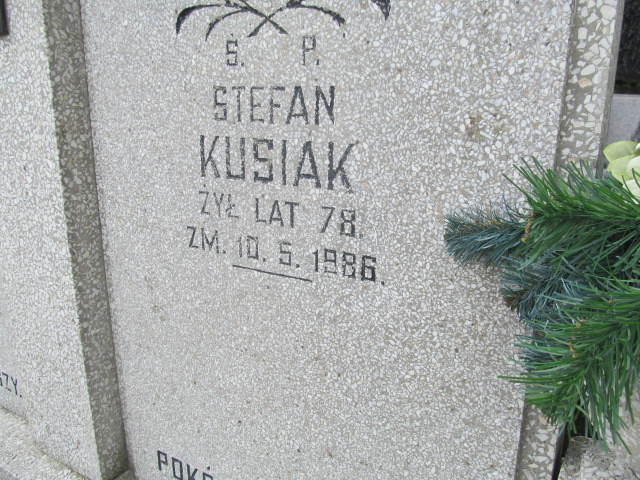 Ś. P.
STEFAN
KUSIAK
ŻYŁ LAT 78.
ZM. 10. 5. 1986.